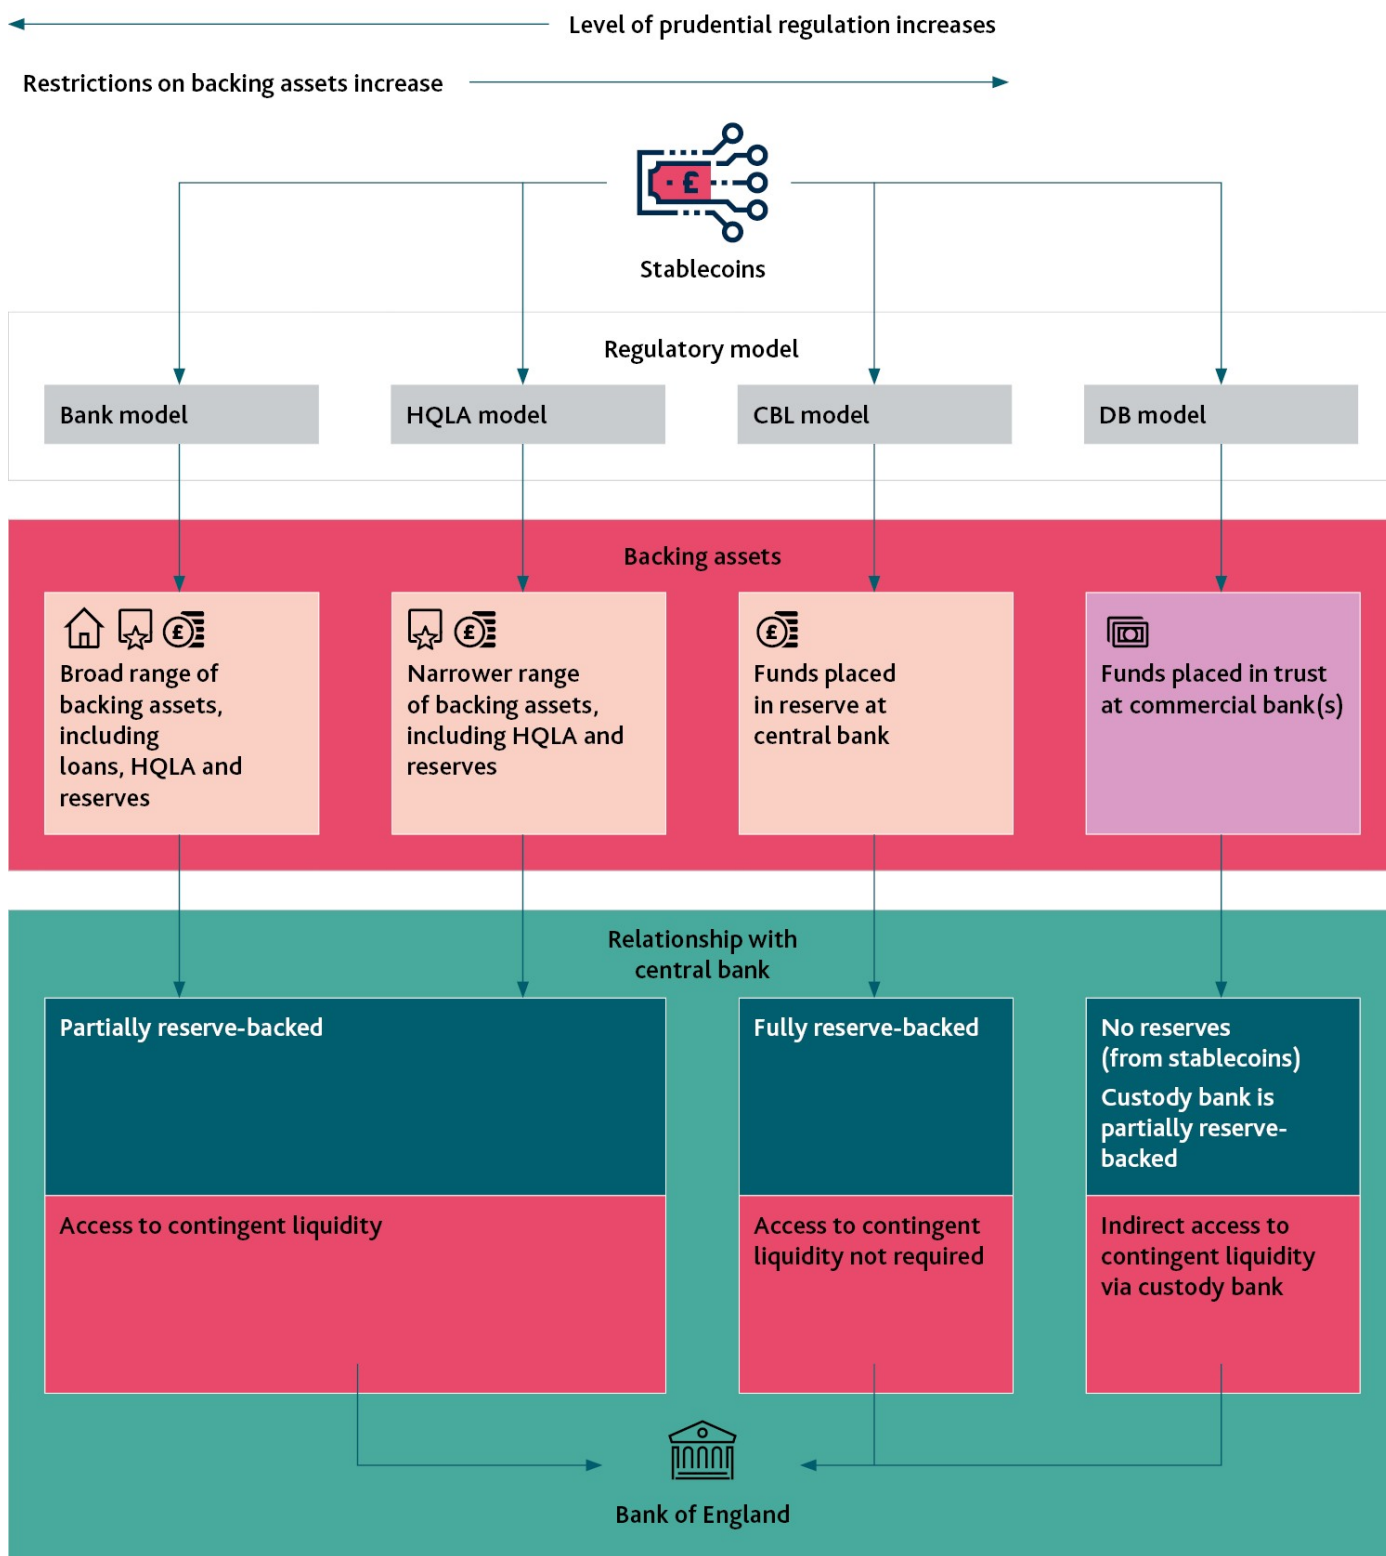 Level of prudential regulation increases
Restrictions on backing assets increase
£
Stablecoins
Regulatory model
Bank model
HQLA model
CBL model
DB model
Backing assets
£
Broad range of
backing assets,
including
loans, HQLA and
reserves
£
Narrower range
of backing assets,
including HQLA and
reserves
£
Funds placed
in reserve at
central bank
Funds placed in trust
at commercial bank(s)
Relationship with
central bank
Partially reserve-backed
Fully reserve-backed
No reserves
(from stablecoins)
Custody bank is
partially reserve-
backed
Access to contingent liquidity
Access to contingent
liquidity not required
Indirect access to
contingent liquidity
via custody bank
Bank of England